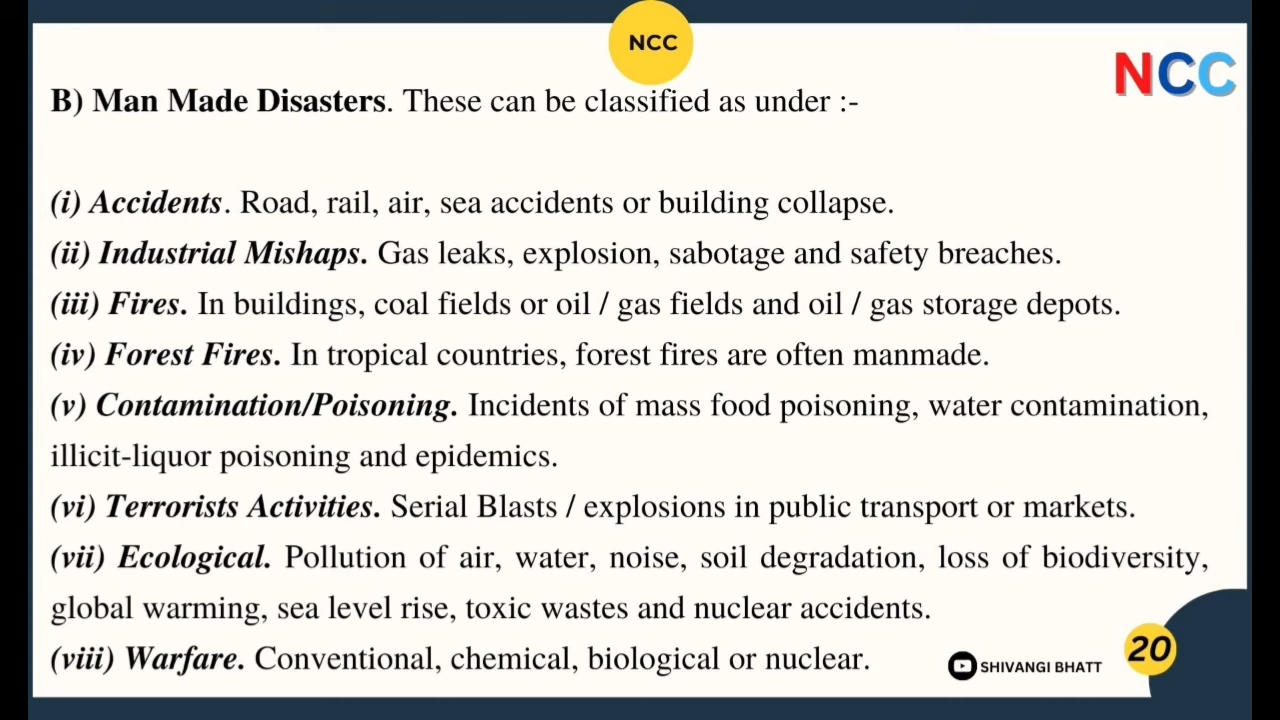 NCC
NCC
B) Man Made Disasters. These can be classified as under :-
(i) Accidents. Road, rail, air, sea accidents or building collapse.
(ii) Industrial Mishaps. Gas leaks, explosion, sabotage and safety breaches.
(iii) Fires. In buildings, coal fields or oil / gas fields and oil / gas storage depots.
(iv) Forest Fires. In tropical countries, forest fires are often manmade.
(v) Contamination/Poisoning. Incidents of mass food poisoning, water contamination,
illicit-liquor poisoning and epidemics.
(vi) Terrorists Activities. Serial Blasts / explosions in public transport or markets.
(vii) Ecological. Pollution of air, water, noise, soil degradation, loss of biodiversity,
global warming, sea level rise, toxic wastes and nuclear accidents.
(viii) Warfare. Conventional, chemical, biological or nuclear.
SHIVANGI BHATT
20